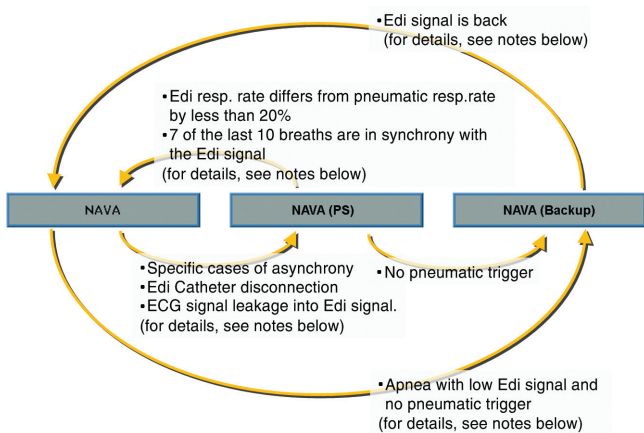 ▪Edi signal is back
(for details, see notes below)
▪Edi resp. rate differs from pneumatic resp.rate
by less than 20%
▪7 of the last 10 breaths are in synchrony with
the Edi signal
(for details, see notes below)
NAVA
NAVA (PS)
NAVA (Backup)
▪Specific cases of asynchrony
▪Edi Catheter disconnection
▪ECG signal leakage into Edi signal.
(for details, see notes below)
▪No pneumatic trigger
▪Apnea with low Edi signal and
no pneumatic trigger
(for details, see notes below)